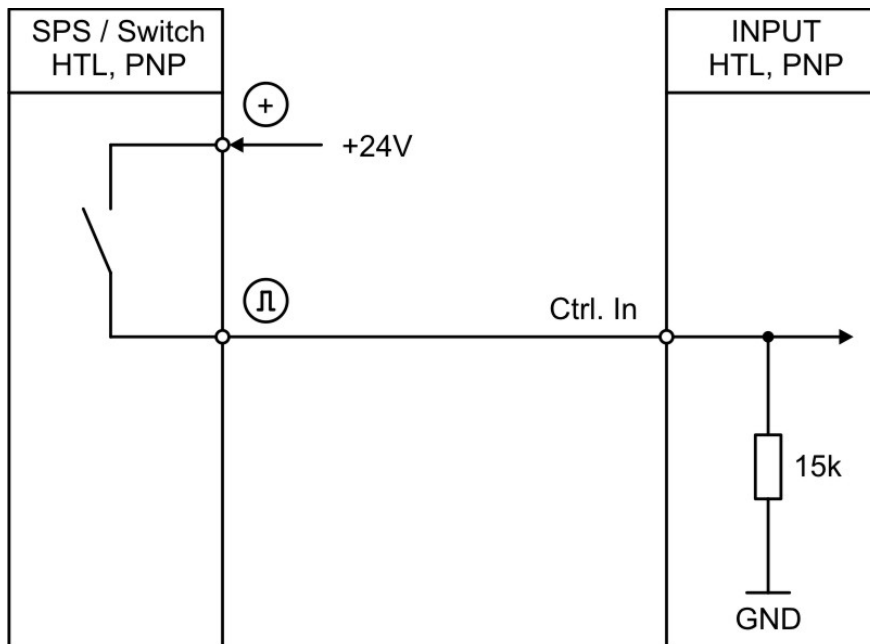 SPS / Switch
HTL, PNP
INPUT
HTL, PNP
+
+24V
Ctrl. In
15k
GND